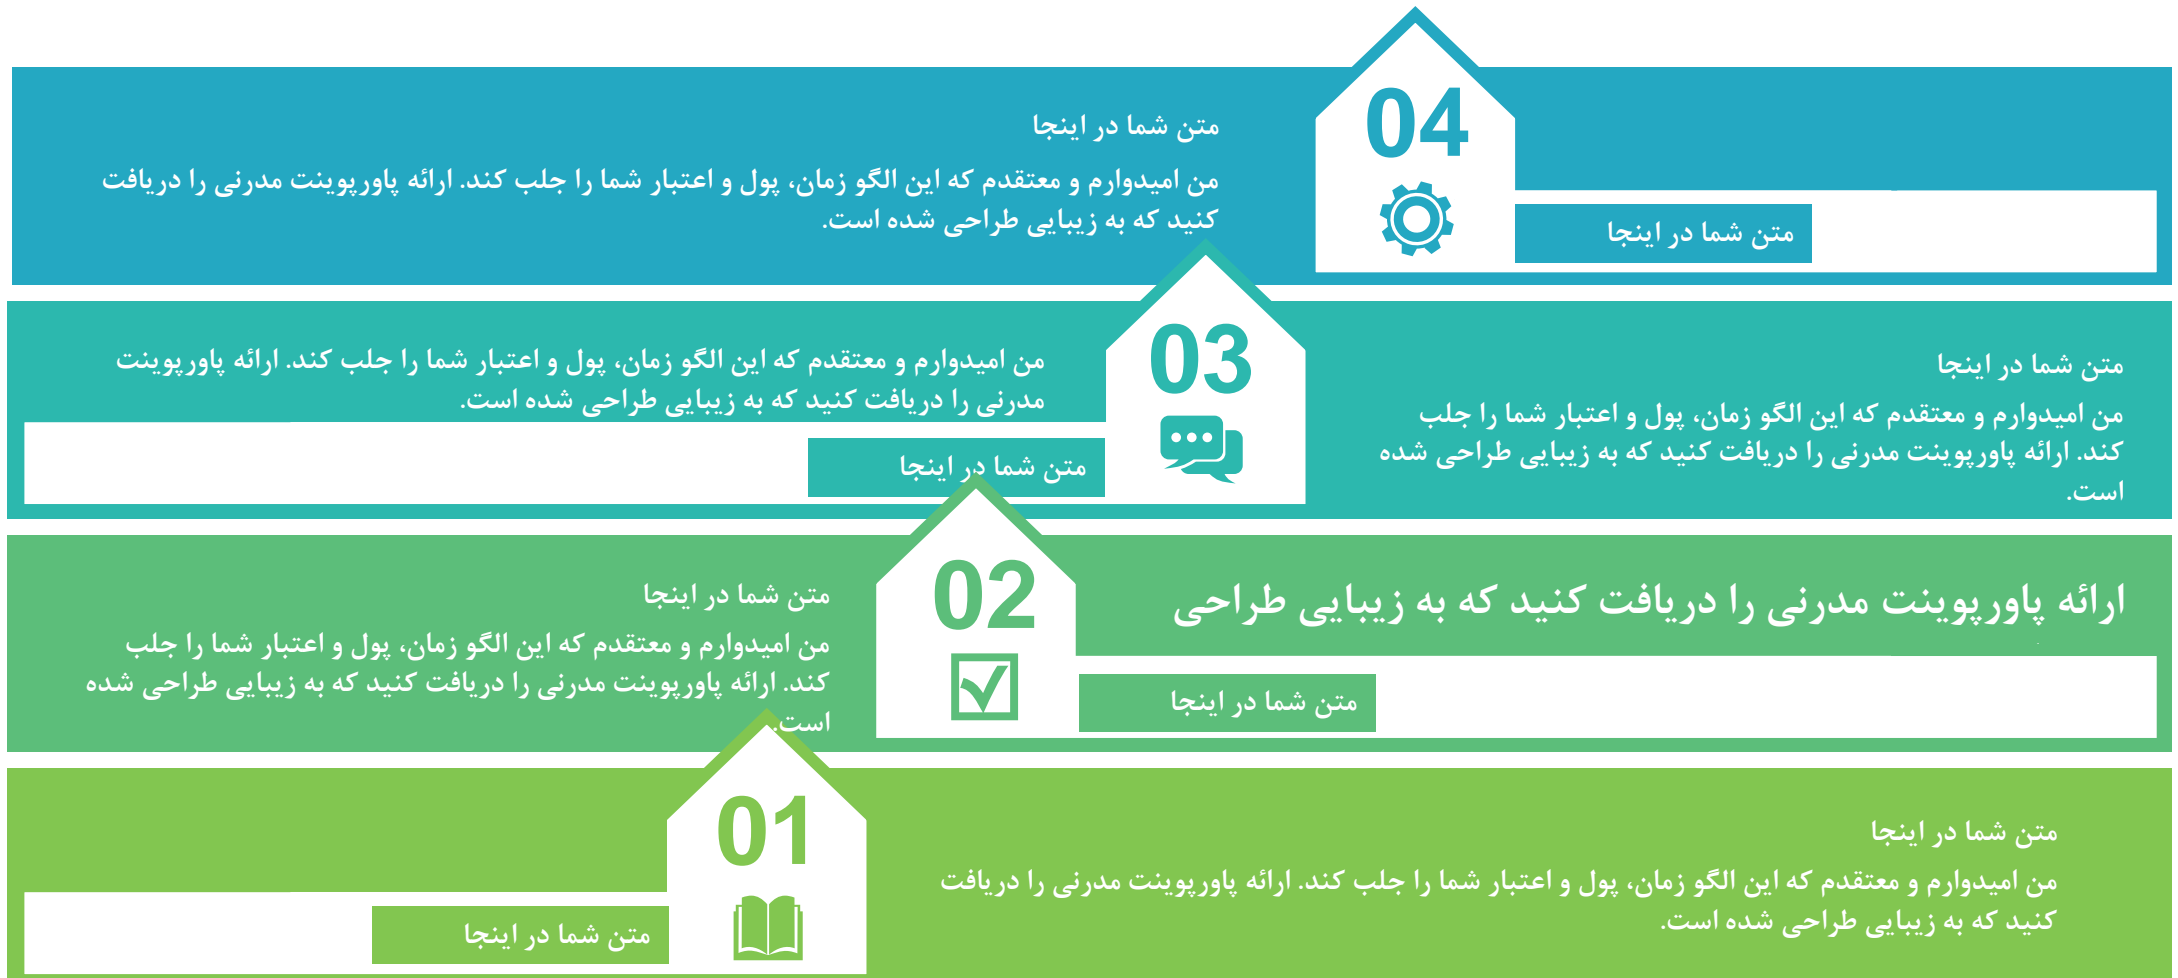 04
متن شما در اینجا
من امیدوارم و معتقدم که این الگو زمان، پول و اعتبار شما را جلب کند. ارائه پاورپوینت مدرنی را دریافت
کنید که به زیبایی طراحی شده است.
متن شما در اینجا
03
متن شما در اینجا
من امیدوارم و معتقدم که این الگو زمان، پول و اعتبار شما را جلب
کند. ارائه پاورپوینت مدرنی را دریافت کنید که به زیبایی طراحی شده
است.
من امیدوارم و معتقدم که این الگو زمان، پول و اعتبار شما را جلب کند. ارائه پاورپوینت
مدرنی را دریافت کنید که به زیبایی طراحی شده است.
متن شما در اینجا
02
ارائه پاورپوینت مدرنی را دریافت کنید که به زیبایی طراحی
متن شما در اینجا
متن شما در اینجا
من امیدوارم و معتقدم که این الگو زمان، پول و اعتبار شما را جلب
کند. ارائه پاورپوینت مدرنی را دریافت کنید که به زیبایی طراحی شده
است.
01
متن شما در اینجا
من امیدوارم و معتقدم که این الگو زمان، پول و اعتبار شما را جلب کند. ارائه پاورپوینت مدرنی را دریافت
کنید که به زیبایی طراحی شده است.
متن شما در اینجا